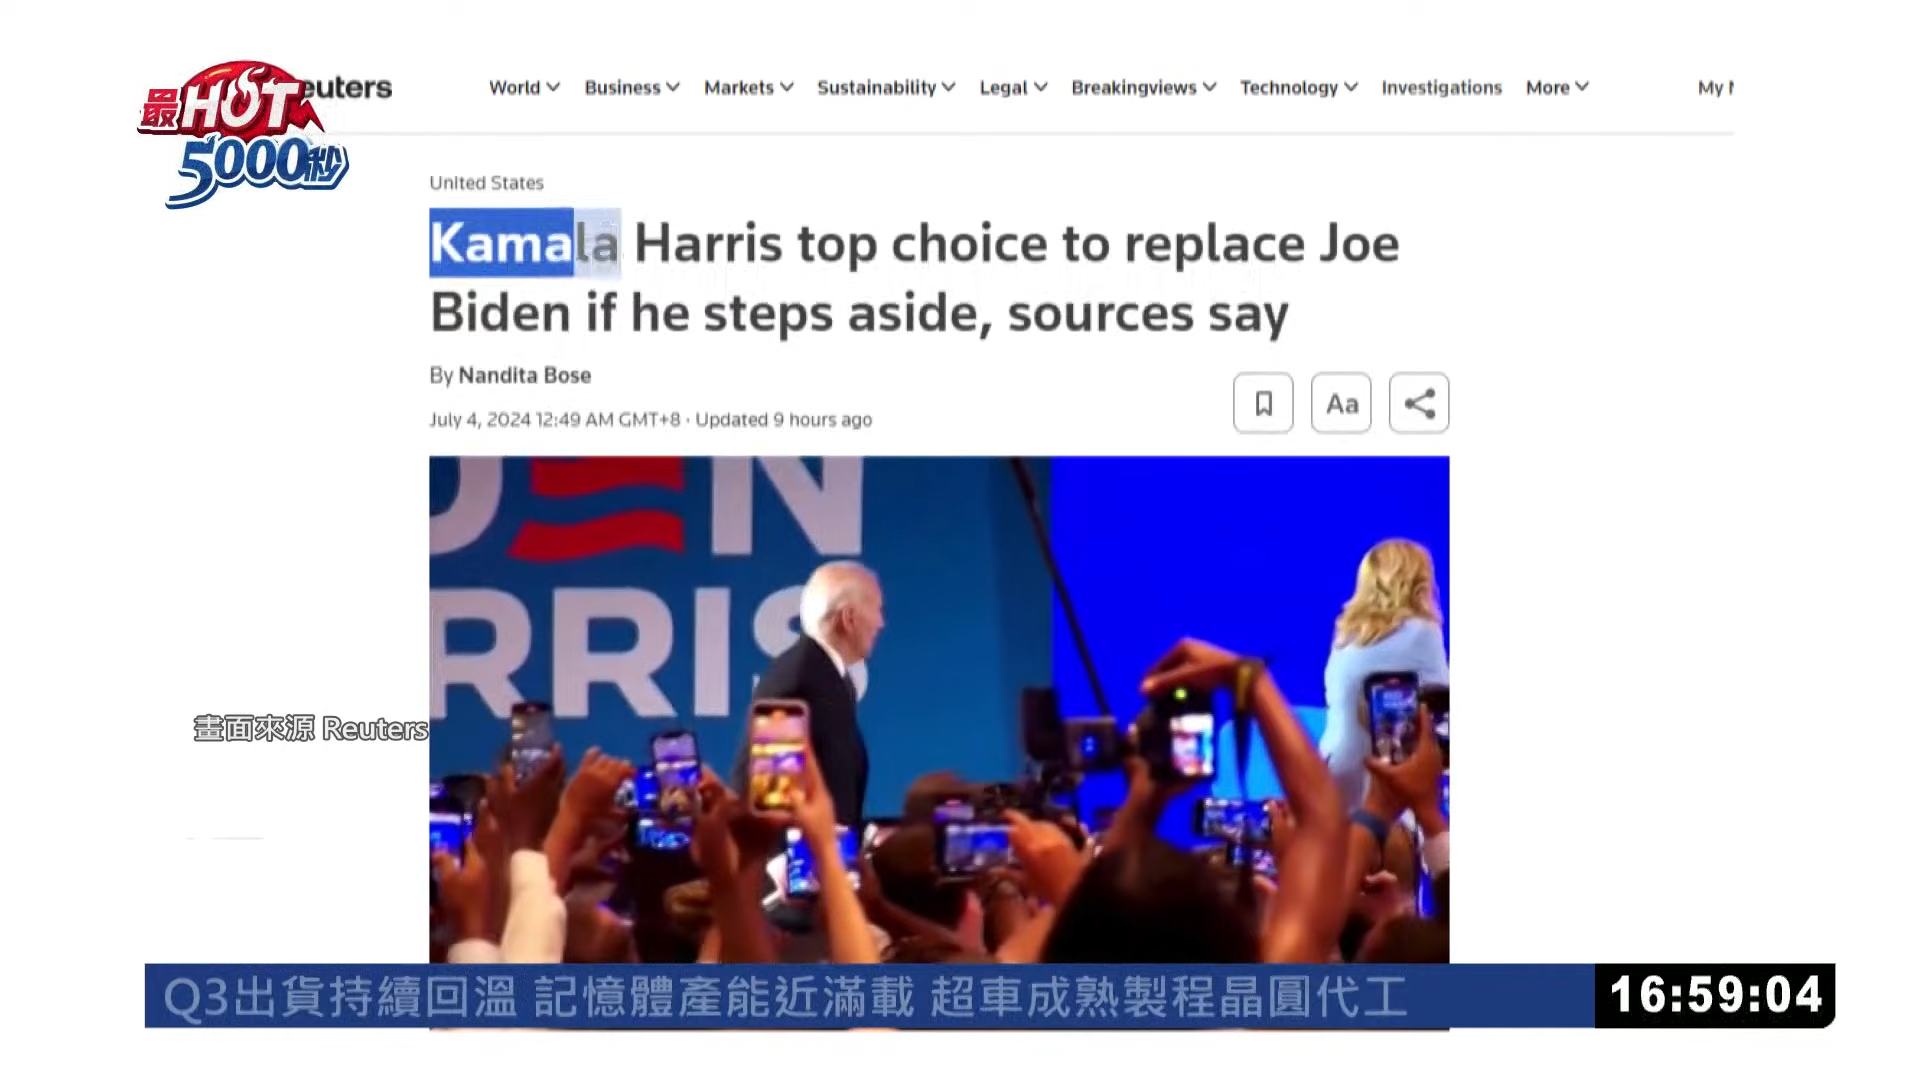 最HOT
5000秒
euters
World Business Markets Sustainability Legal Breakingviews Technology Investigations More My N
United States
Kamala Harris top choice to replace Joe
Biden if he steps aside, sources say
By Nandita Bose
July 4, 2024 12:49 AM GMT+8 · Updated 9 hours ago
Aa
DEN
RRIS
畫面來源 Reuters
Q3出貨持續回溫 記憶體產能近滿載 超車成熟製程晶圓代工
16:59:04